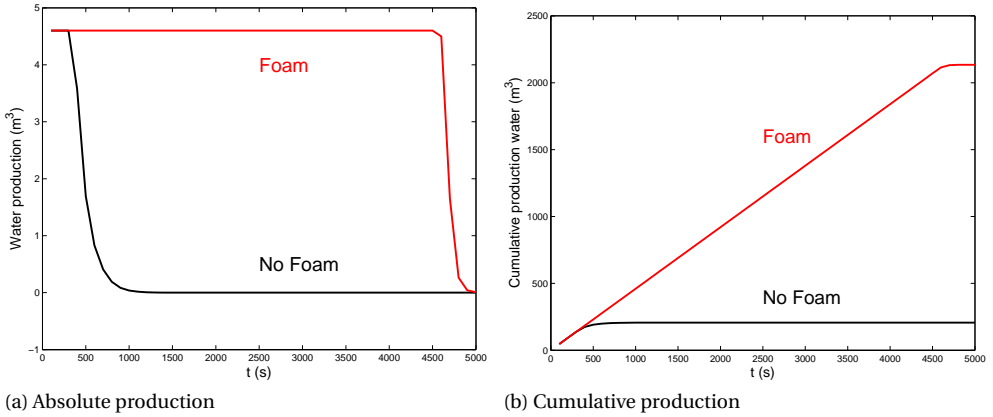 5
4
3
2
1
0
−1
Water production (m³)
Foam
No Foam
0 500 1000 1500 2000 2500 3000 3500 4000 4500 5000
t (s)
(a) Absolute production
2500
2000
1500
1000
500
0
Cumulative production water (m³)
Foam
No Foam
0 500 1000 1500 2000 2500 3000 3500 4000 4500 5000
t (s)
(b) Cumulative production